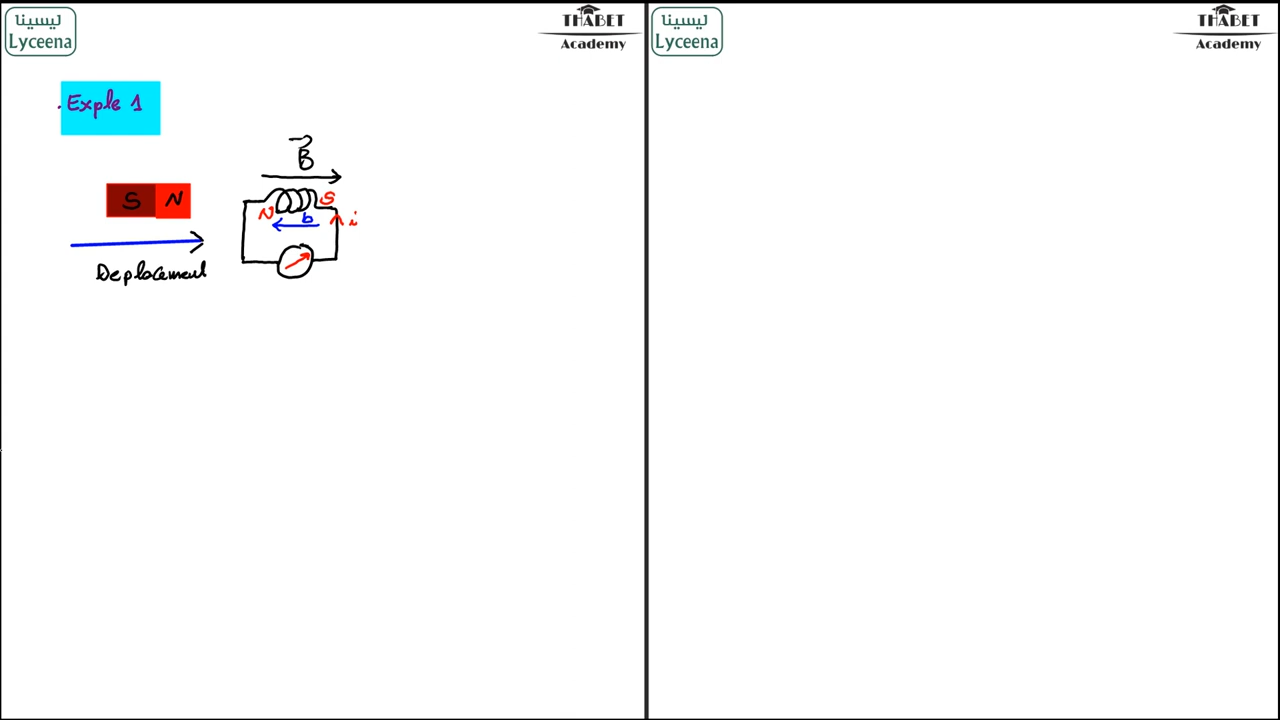 ليسينا
Lyceena
THABET
Academy
ليسينا
Lyceena
THABET
Academy
Exple 1
B
S N
N S
b
i
Deplacement